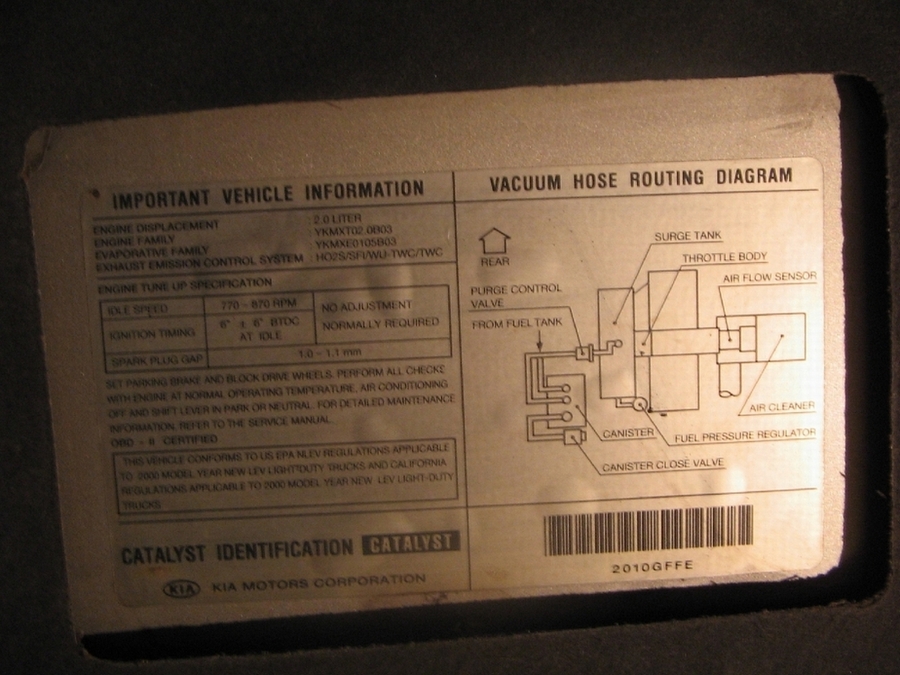 IMPORTANT VEHICLE INFORMATION
ENGINE DISPLACEMENT : 2.0 LITER
ENGINE FAMILY : YKMXT02.0B03
EVAPORATIVE FAMILY : YKMXE0105B03
EXHAUST EMISSION CONTROL SYSTEM : HO2S/SFI/WU-TWC/TWC
ENGINE TUNE UP SPECIFICATION
IDLE SPEED 770 ~ 870 RPM NO ADJUSTMENT
IGNITION TIMING 6° ± 6° BTDC AT IDLE NORMALLY REQUIRED
SPARK PLUG GAP 1.0 ~ 1.1 mm
SET PARKING BRAKE AND BLOCK DRIVE WHEELS. PERFORM ALL CHECKS
WITH ENGINE AT NORMAL OPERATING TEMPERATURE, AIR CONDITIONING
OFF AND SHIFT LEVER IN PARK OR NEUTRAL. FOR DETAILED MAINTENANCE
INFORMATION, REFER TO THE SERVICE MANUAL.
OBD - II CERTIFIED
THIS VEHICLE CONFORMS TO US EPA NLEV REGULATIONS APPLICABLE
TO 2000 MODEL YEAR NEW LEV LIGHT-DUTY TRUCKS AND CALIFORNIA
REGULATIONS APPLICABLE TO 2000 MODEL YEAR NEW LEV LIGHT-DUTY
TRUCKS
CATALYST IDENTIFICATION CATALYST
KIA KIA MOTORS CORPORATION
VACUUM HOSE ROUTING DIAGRAM
REAR
SURGE TANK
THROTTLE BODY
AIR FLOW SENSOR
PURGE CONTROL
VALVE
FROM FUEL TANK
AIR CLEANER
CANISTER
FUEL PRESSURE REGULATOR
CANISTER CLOSE VALVE
2010GFFE